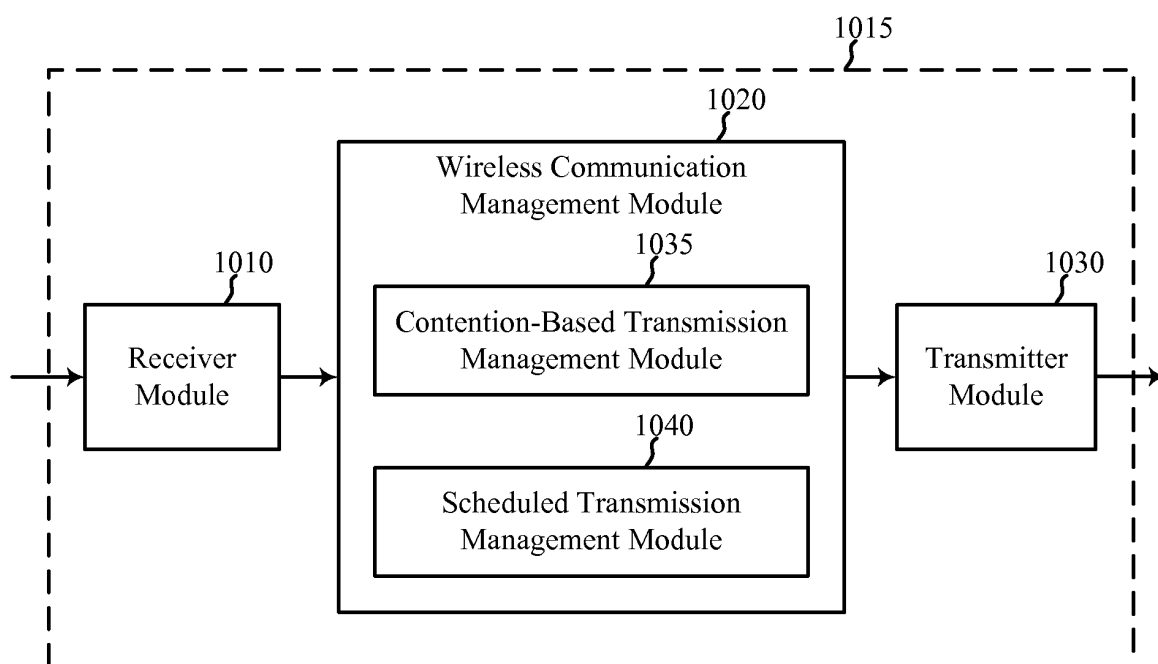 1015
1020
Wireless Communication
Management Module
1035
1010
1030
Contention-Based Transmission
Management Module
Receiver
Module
Transmitter
Module
1040
Scheduled Transmission
Management Module